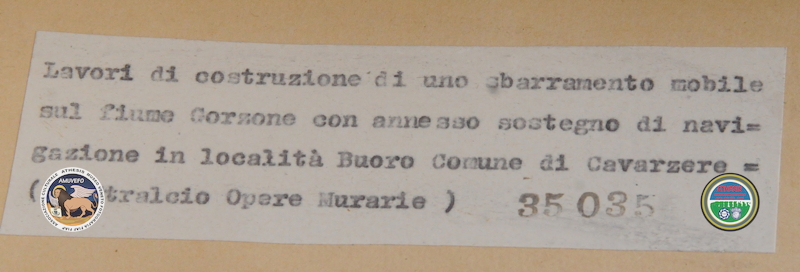 Lavori di costruzione di uno sbarramento mobile
sul fiume Gorzone con annesso sostegno di navi=
gazione in località Buoro Comune di Cavarzere =
( stralcio Opere Murarie ) 35035
AMUVEFO